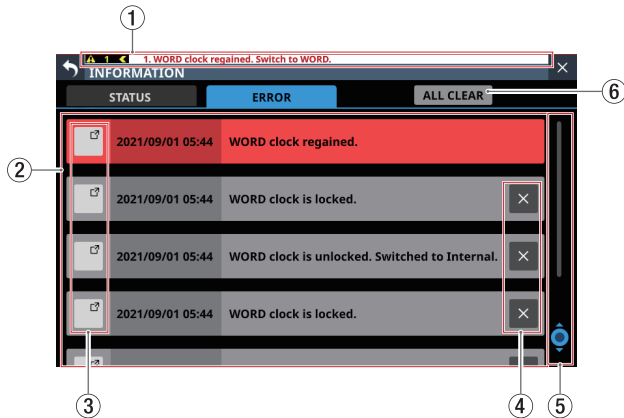 ①
1 1. WORD clock regained. Switch to WORD.
INFORMATION
STATUS ERROR ALL CLEAR
⑥
②
2021/09/01 05:44 WORD clock regained.
2021/09/01 05:44 WORD clock is locked.
2021/09/01 05:44 WORD clock is unlocked. Switched to Internal.
2021/09/01 05:44 WORD clock is locked.
③ ④ ⑤